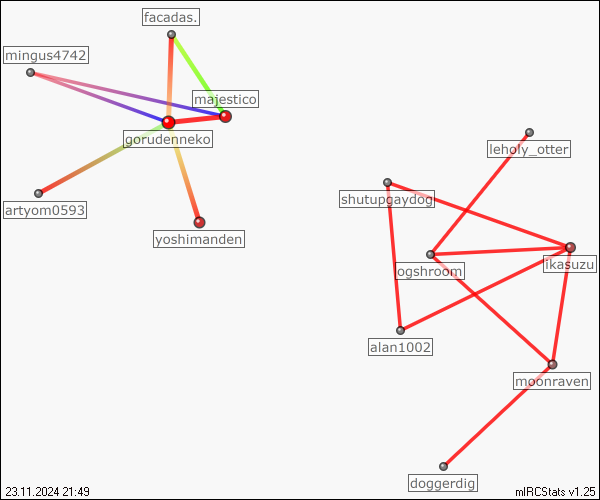 facadas.
mingus4742
majestico
gorudenneko
leholy_otter
shutupgaydog
artyom0593
yoshimanden
ogshroom
ikasuzu
alan1002
moonraven
doggerdig
23.11.2024 21:49
mIRCStats v1.25